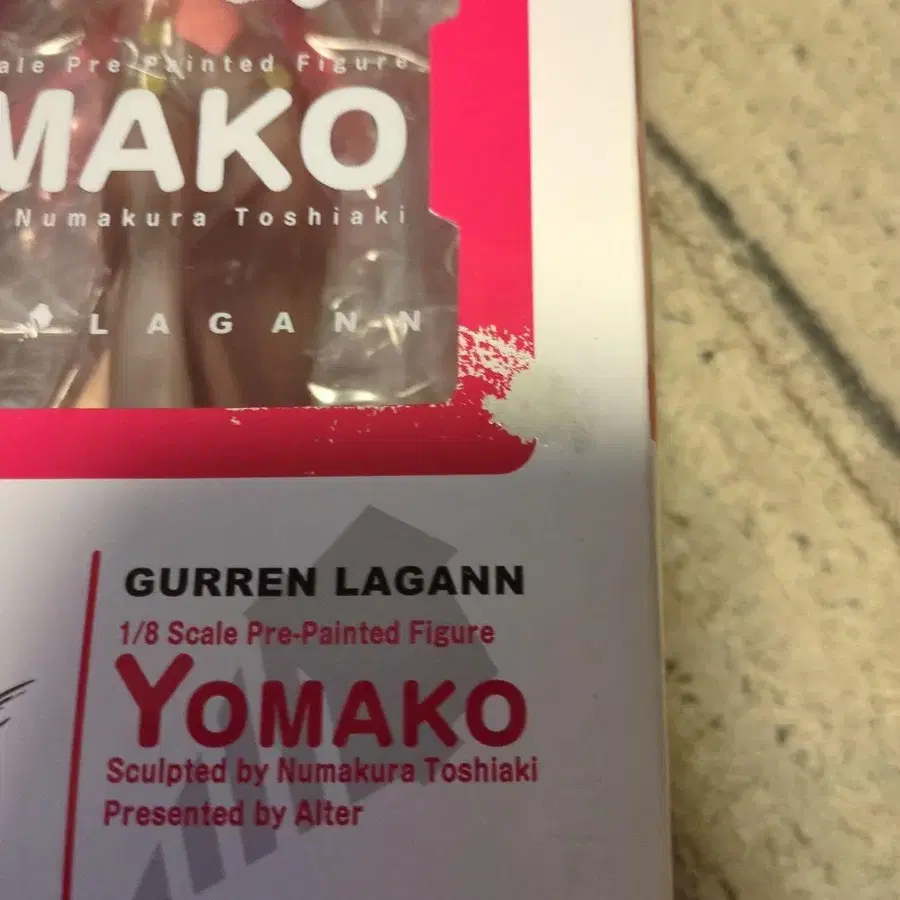 ale Pre-Painted Figure
MAKO
Numakura Toshiaki
LAGANN
GURREN LAGANN
1/8 Scale Pre-Painted Figure
YOMAKO
Sculpted by Numakura Toshiaki
Presented by Alter